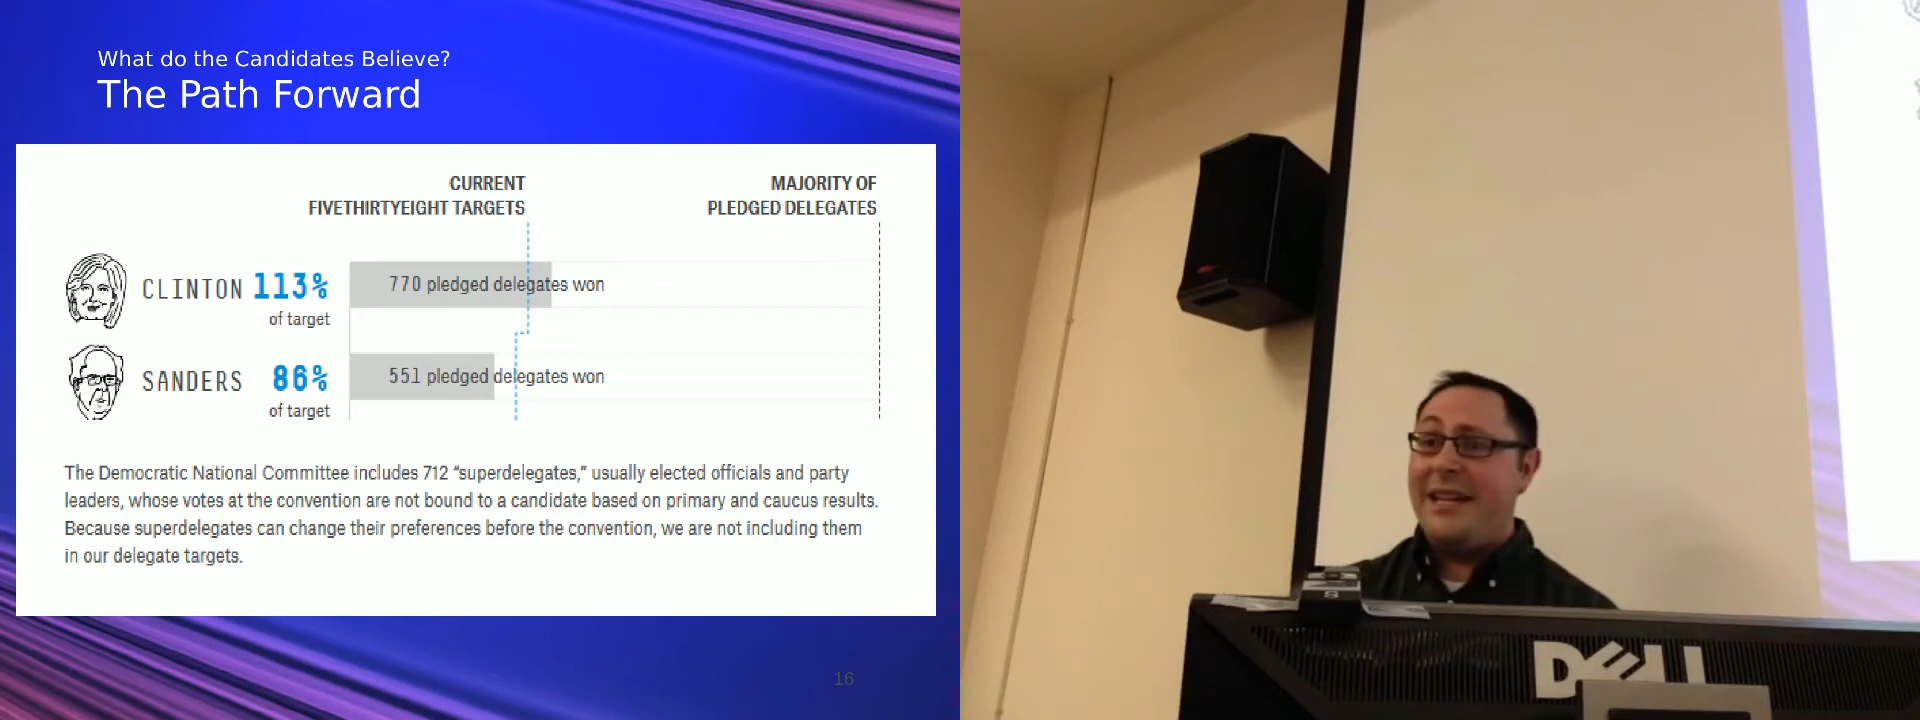 What do the Candidates Believe?
The Path Forward
CURRENT
FIVETHIRTYEIGHT TARGETS
MAJORITY OF
PLEDGED DELEGATES
CLINTON 113%
of target
770 pledged delegates won
SANDERS 86%
of target
551 pledged delegates won
The Democratic National Committee includes 712 “superdelegates,” usually elected officials and party
leaders, whose votes at the convention are not bound to a candidate based on primary and caucus results.
Because superdelegates can change their preferences before the convention, we are not including them
in our delegate targets.
16
DELL